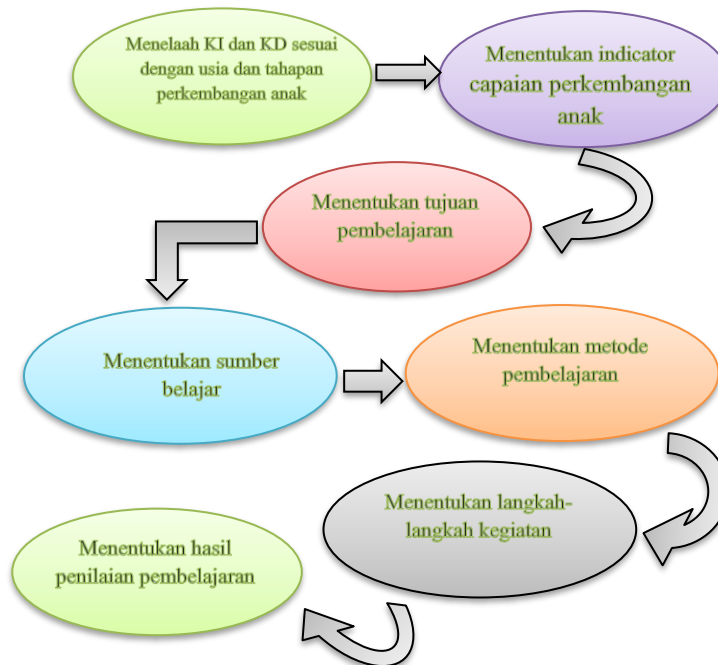 Menelaah KI dan KD sesuai
dengan usia dan tahapan
perkembangan anak
Menentukan indicator
capaian perkembangan
anak
Menentukan tujuan
pembelajaran
Menentukan sumber
belajar
Menentukan metode
pembelajaran
Menentukan langkah-
langkah kegiatan
Menentukan hasil
penilaian pembelajaran